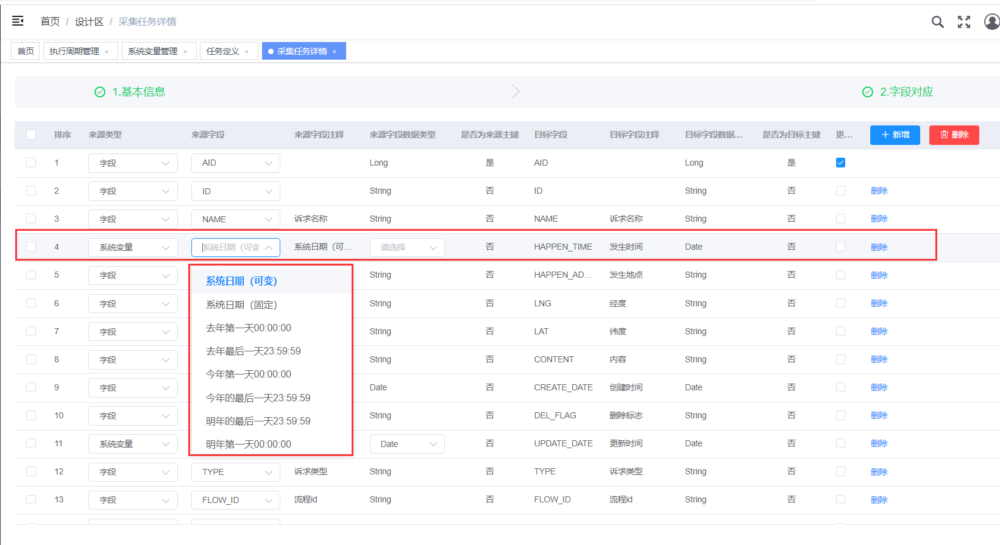 首页 / 设计区 / 采集任务详情
首页 执行周期管理 × 系统变量管理 × 任务定义 × 采集任务详情 ×
1.基本信息 2.字段对应
排序 来源类型 来源字段 来源字段注释 来源字段数据类型 是否为来源主键 目标字段 目标字段注释 目标字段数据... 是否为目标主键 更... + 新增 删除
1 字段 AID Long 是 AID Long 是
2 字段 ID String 否 ID String 否 删除
3 字段 NAME 诉求名称 String 否 NAME 诉求名称 String 否 删除
4 系统变量 系统日期（可变 系统日期（可... 请选择 否 HAPPEN_TIME 发生时间 Date 否 删除
5 字段 String 否 HAPPEN_AD... 发生地点 String 否 删除
6 字段 String 否 LNG 经度 String 否 删除
7 字段 String 否 LAT 纬度 String 否 删除
8 字段 String 否 CONTENT 内容 String 否 删除
9 字段 Date 否 CREATE_DATE 创建时间 Date 否 删除
10 字段 String 否 DEL_FLAG 删除标志 String 否 删除
11 系统变量 Date 否 UPDATE_DATE 更新时间 Date 否 删除
12 字段 TYPE 诉求类型 String 否 TYPE 诉求类型 String 否 删除
13 字段 FLOW_ID 流程id String 否 FLOW_ID 流程id String 否 删除
系统日期（可变）
系统日期（固定）
去年第一天00:00:00
去年最后一天23:59:59
今年第一天00:00:00
今年的最后一天23:59:59
明年的最后一天23:59:59
明年第一天00:00:00